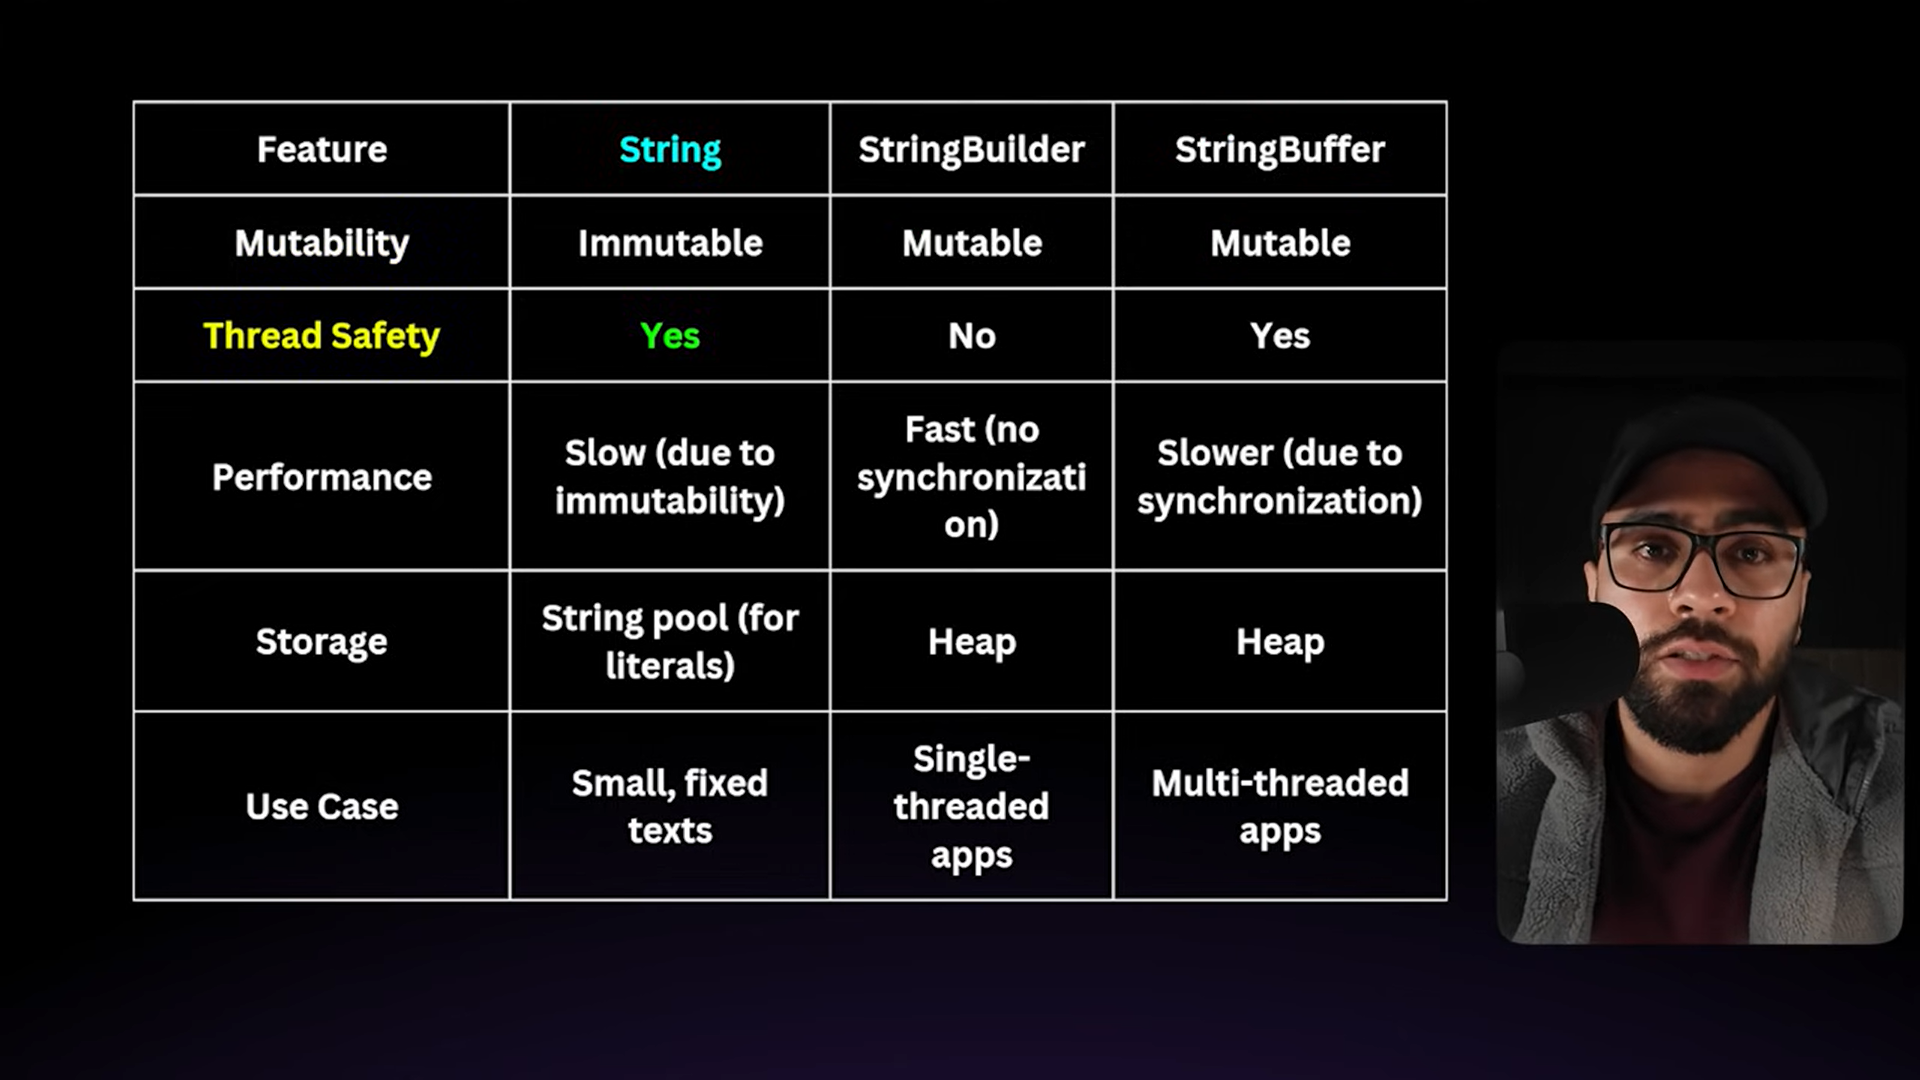 Feature
String
StringBuilder
StringBuffer
Mutability
Immutable
Mutable
Mutable
Thread Safety
Yes
No
Yes
Performance
Slow (due to
immutability)
Fast (no
synchronizati
on)
Slower (due to
synchronization)
Storage
String pool (for
literals)
Heap
Heap
Use Case
Small, fixed
texts
Single-
threaded
apps
Multi-threaded
apps